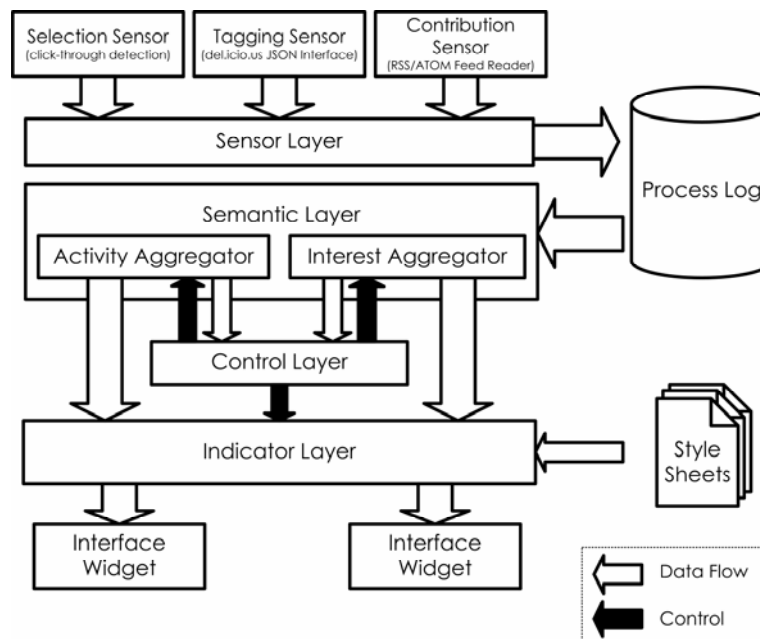 Selection Sensor
(click-through detection)
Tagging Sensor
(del.icio.us JSON Interface)
Contribution
Sensor
(RSS/ATOM Feed Reader)
Sensor Layer
Process Log
Semantic Layer
Activity Aggregator
Interest Aggregator
Control Layer
Indicator Layer
Style
Sheets
Interface
Widget
Interface
Widget
Data Flow
Control